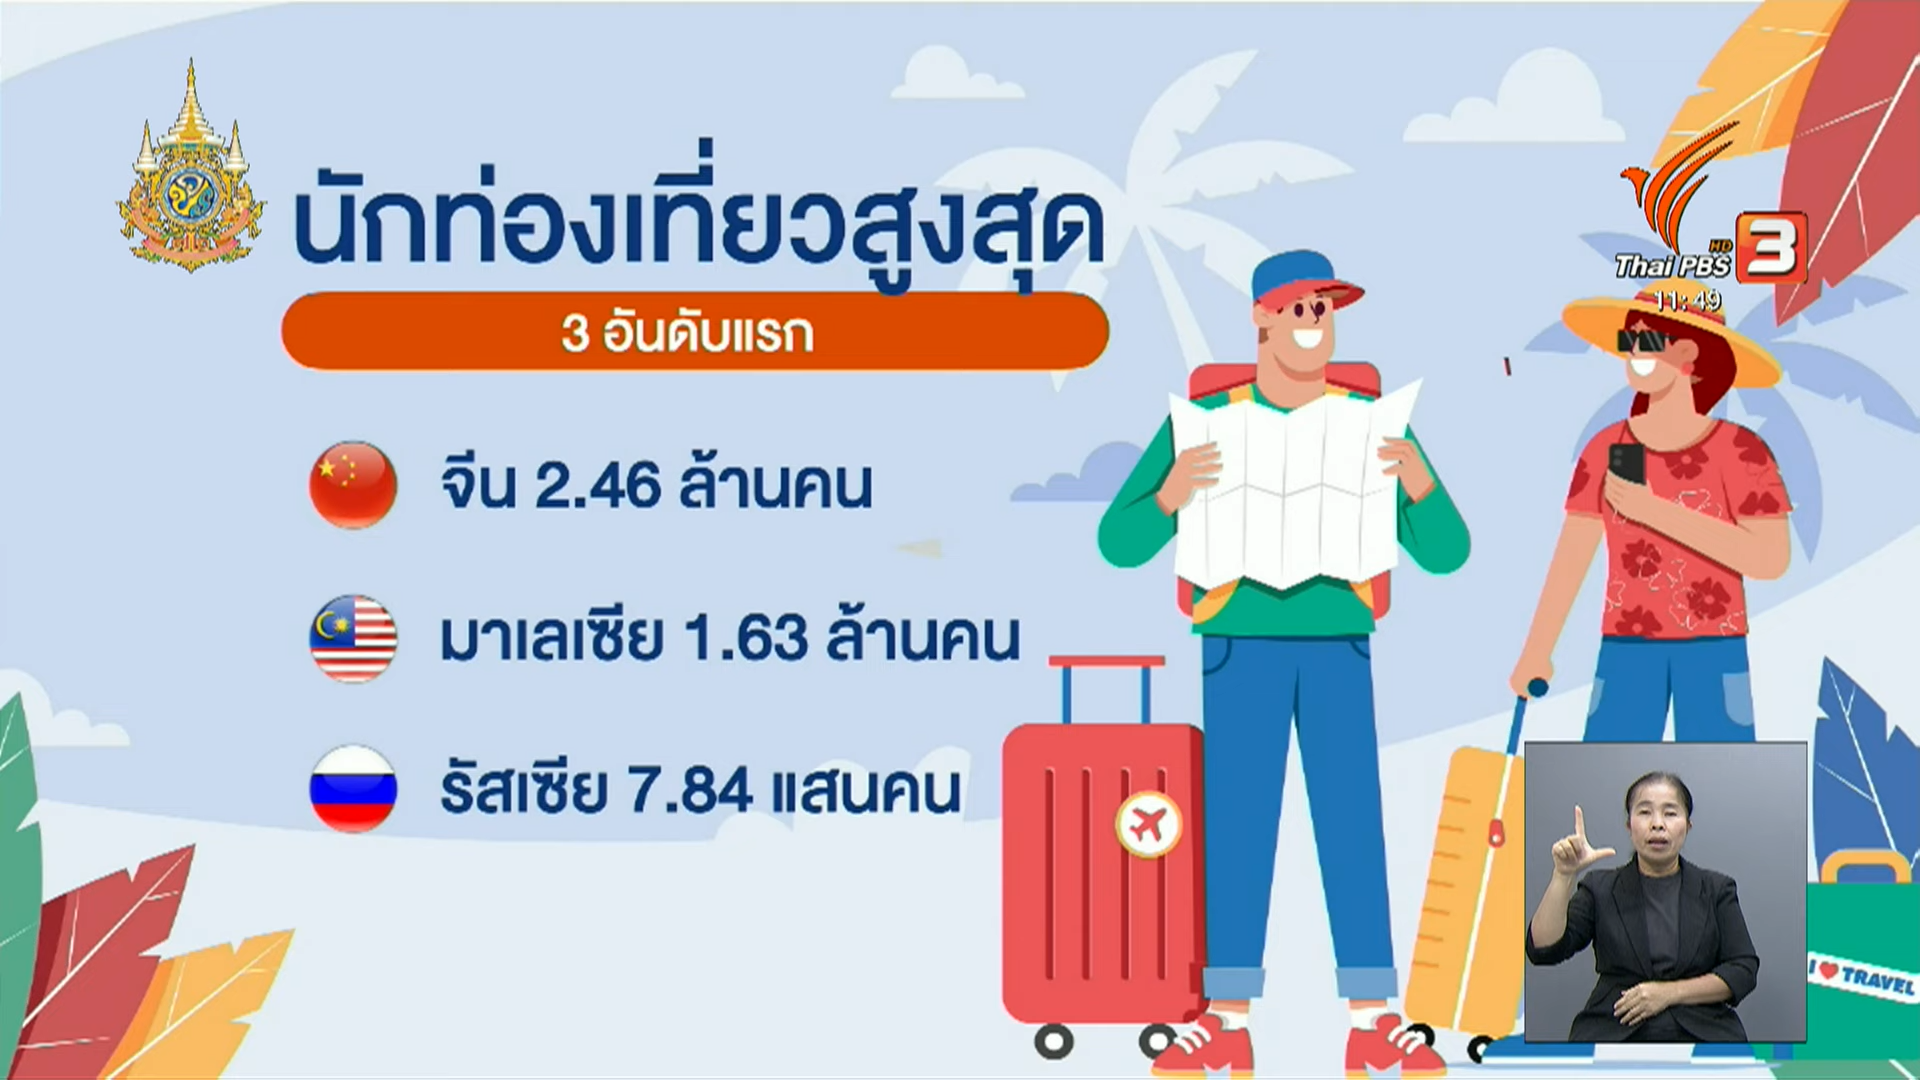 นักท่องเที่ยวสูงสุด
3 อันดับแรก
จีน 2.46 ล้านคน
มาเลเซีย 1.63 ล้านคน
รัสเซีย 7.84 แสนคน
HD
Thai PBS 3
11:49
I ❤ TRAVEL